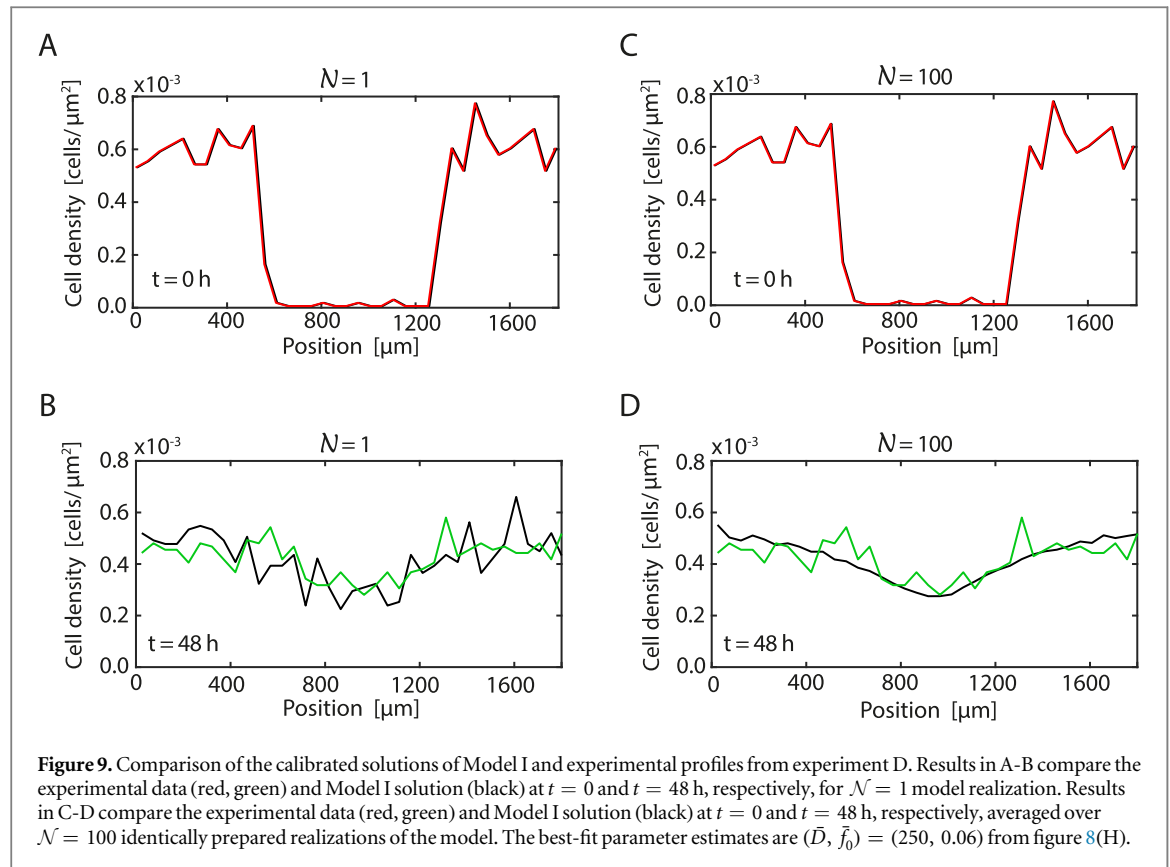 A
C
x10⁻³
𝒩 = 1
x10⁻³
𝒩 = 100
Cell density [cells/μm²]
0.8
0.6
0.4
0.2
0.0
t = 0 h
0 400 800 1200 1600
Position [μm]
Cell density [cells/μm²]
0.8
0.6
0.4
0.2
0.0
t = 0 h
0 400 800 1200 1600
Position [μm]
B
D
x10⁻³
𝒩 = 1
x10⁻³
𝒩 = 100
Cell density [cells/μm²]
0.8
0.6
0.4
0.2
0.0
t = 48 h
0 400 800 1200 1600
Position [μm]
Cell density [cells/μm²]
0.8
0.6
0.4
0.2
0.0
t = 48 h
0 400 800 1200 1600
Position [μm]
Figure 9. Comparison of the calibrated solutions of Model I and experimental profiles from experiment D. Results in A-B compare the
experimental data (red, green) and Model I solution (black) at t = 0 and t = 48 h, respectively, for 𝒩 = 1 model realization. Results
in C-D compare the experimental data (red, green) and Model I solution (black) at t = 0 and t = 48 h, respectively, averaged over
𝒩 = 100 identically prepared realizations of the model. The best-fit parameter estimates are (D̄, f̄₀) = (250, 0.06) from figure 8(H).